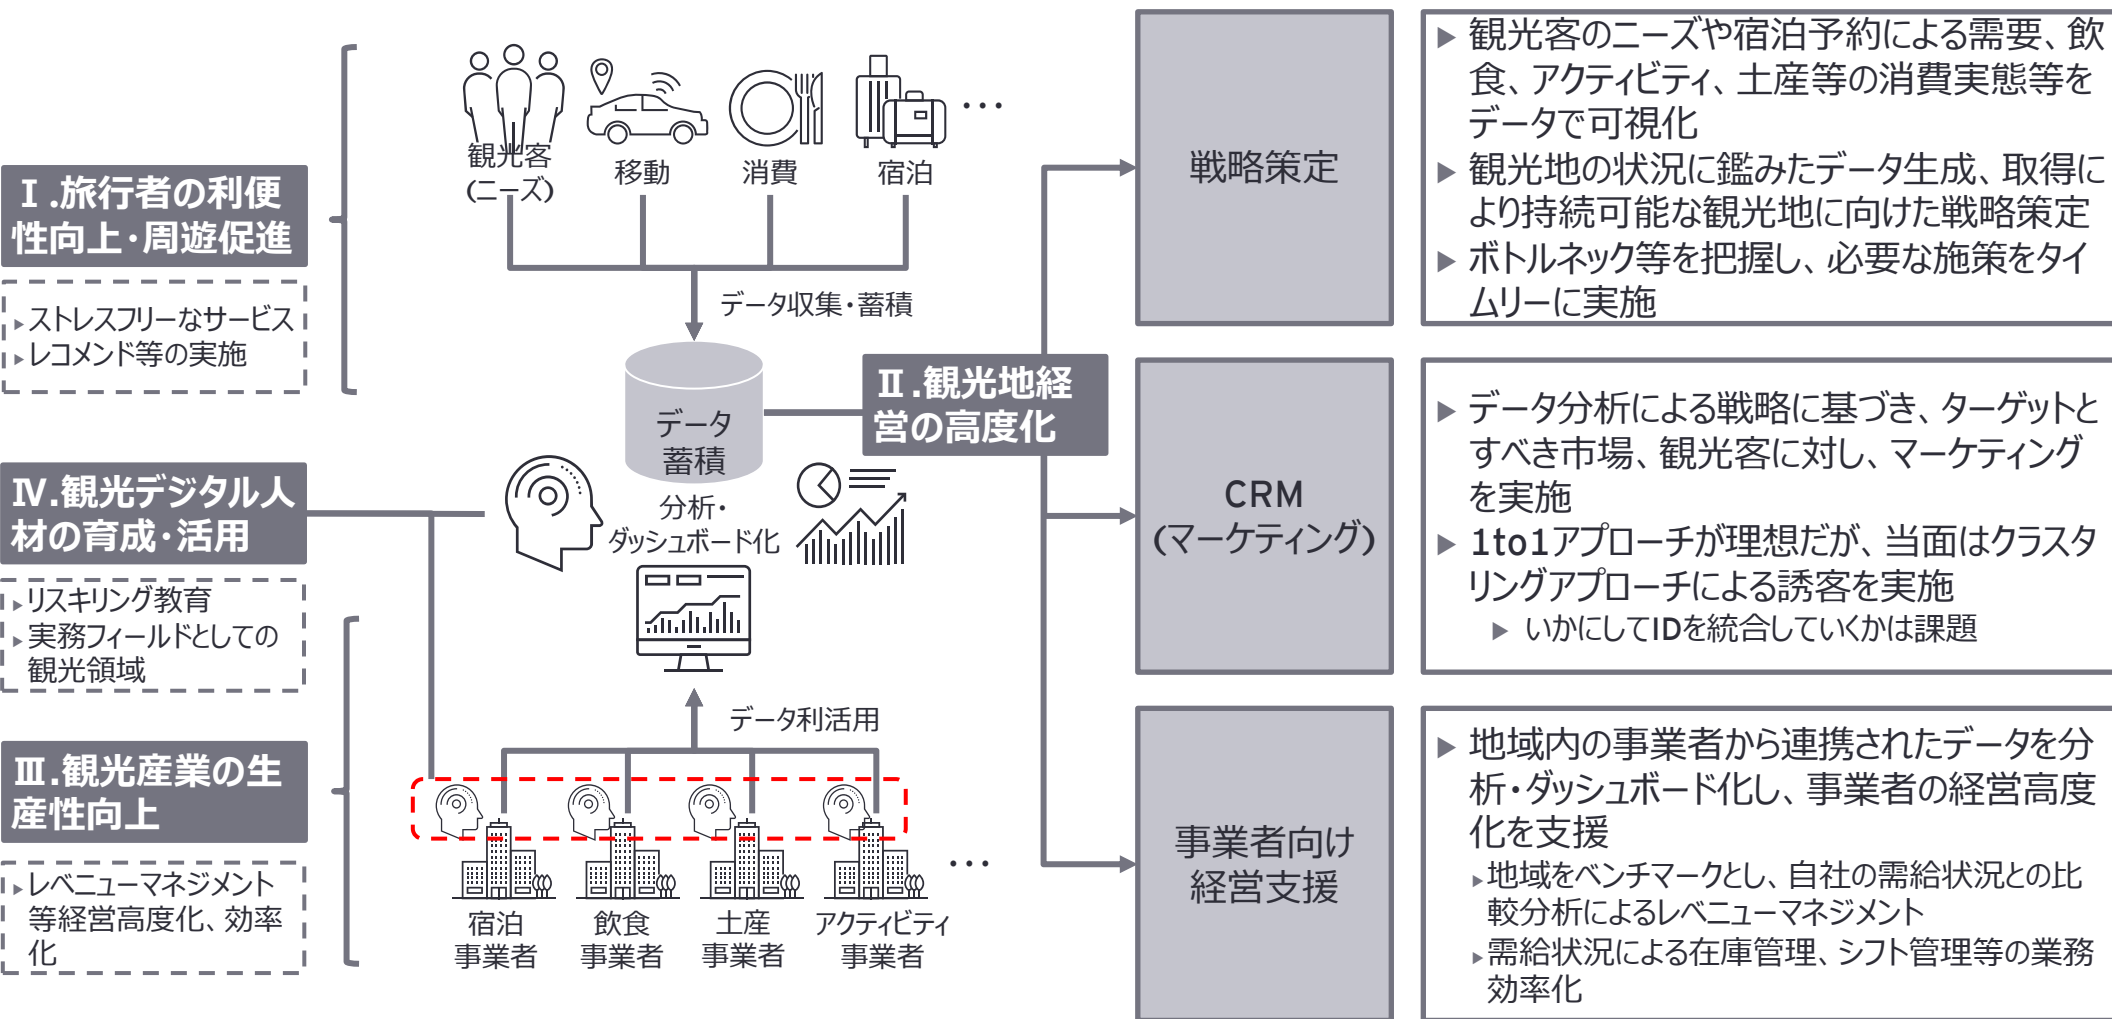 Ⅰ.旅行者の利便
性向上・周遊促進
▶ストレスフリーなサービス
▶レコメンド等の実施
Ⅳ.観光デジタル人
材の育成・活用
▶リスキリング教育
▶実務フィールドとしての
観光領域
Ⅲ.観光産業の生
産性向上
▶レベニューマネジメント
等経営高度化、効率
化
観光客
(ニーズ)
移動
消費
宿泊
…
データ収集・蓄積
データ
蓄積
分析・
ダッシュボード化
データ利活用
宿泊
事業者
飲食
事業者
土産
事業者
アクティビティ
事業者
…
Ⅱ.観光地経
営の高度化
戦略策定
▶観光客のニーズや宿泊予約による需要、飲
食、アクティビティ、土産等の消費実態等を
データで可視化
▶観光地の状況に鑑みたデータ生成、取得に
より持続可能な観光地に向けた戦略策定
▶ボトルネック等を把握し、必要な施策をタイ
ムリーに実施
CRM
(マーケティング)
▶データ分析による戦略に基づき、ターゲットと
すべき市場、観光客に対し、マーケティング
を実施
▶1to1アプローチが理想だが、当面はクラスタ
リングアプローチによる誘客を実施
▶いかにしてIDを統合していくかは課題
事業者向け
経営支援
▶地域内の事業者から連携されたデータを分
析・ダッシュボード化し、事業者の経営高度
化を支援
▶地域をベンチマークとし、自社の需給状況との比
較分析によるレベニューマネジメント
▶需給状況による在庫管理、シフト管理等の業務
効率化